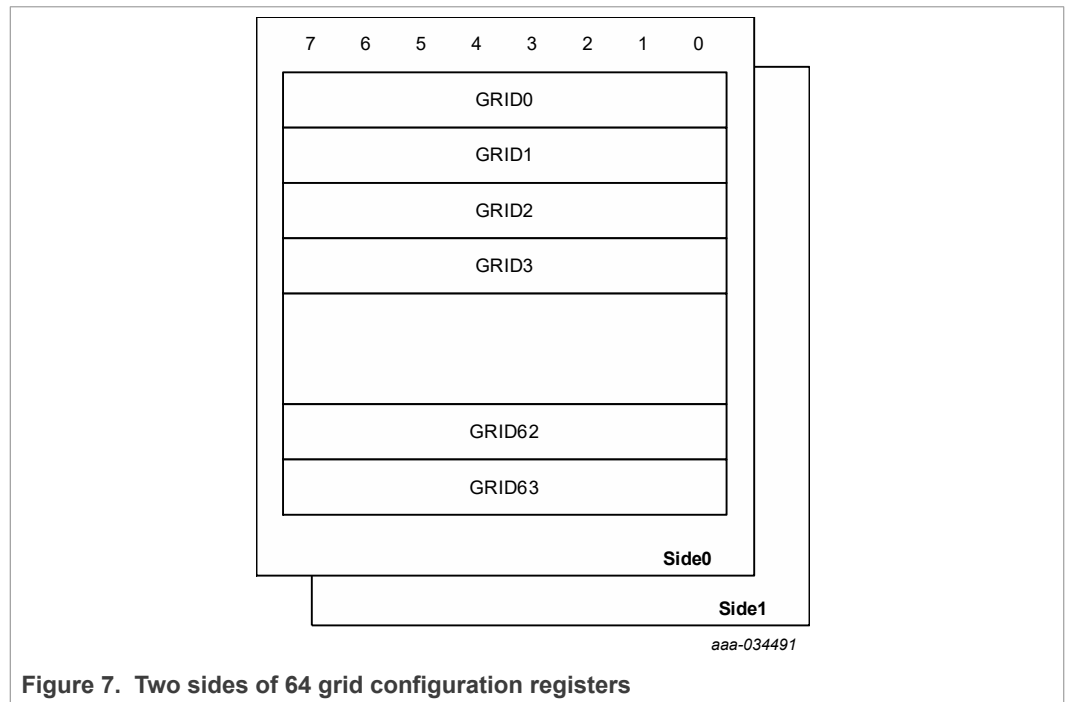 7 6 5 4 3 2 1 0
GRID0
GRID1
GRID2
GRID3
GRID62
GRID63
Side0
Side1
aaa-034491
Figure 7. Two sides of 64 grid configuration registers